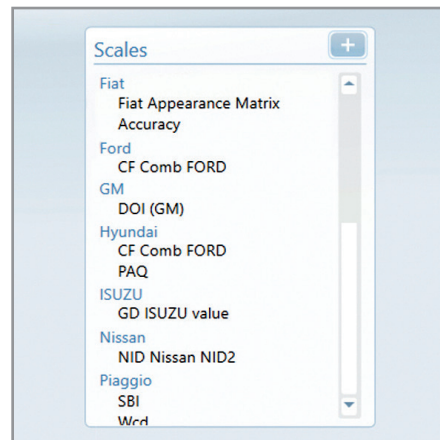 Scales
+
Fiat
Fiat Appearance Matrix
Accuracy
Ford
CF Comb FORD
GM
DOI (GM)
Hyundai
CF Comb FORD
PAQ
ISUZU
GD ISUZU value
Nissan
NID Nissan NID2
Piaggio
SBI
Wcd